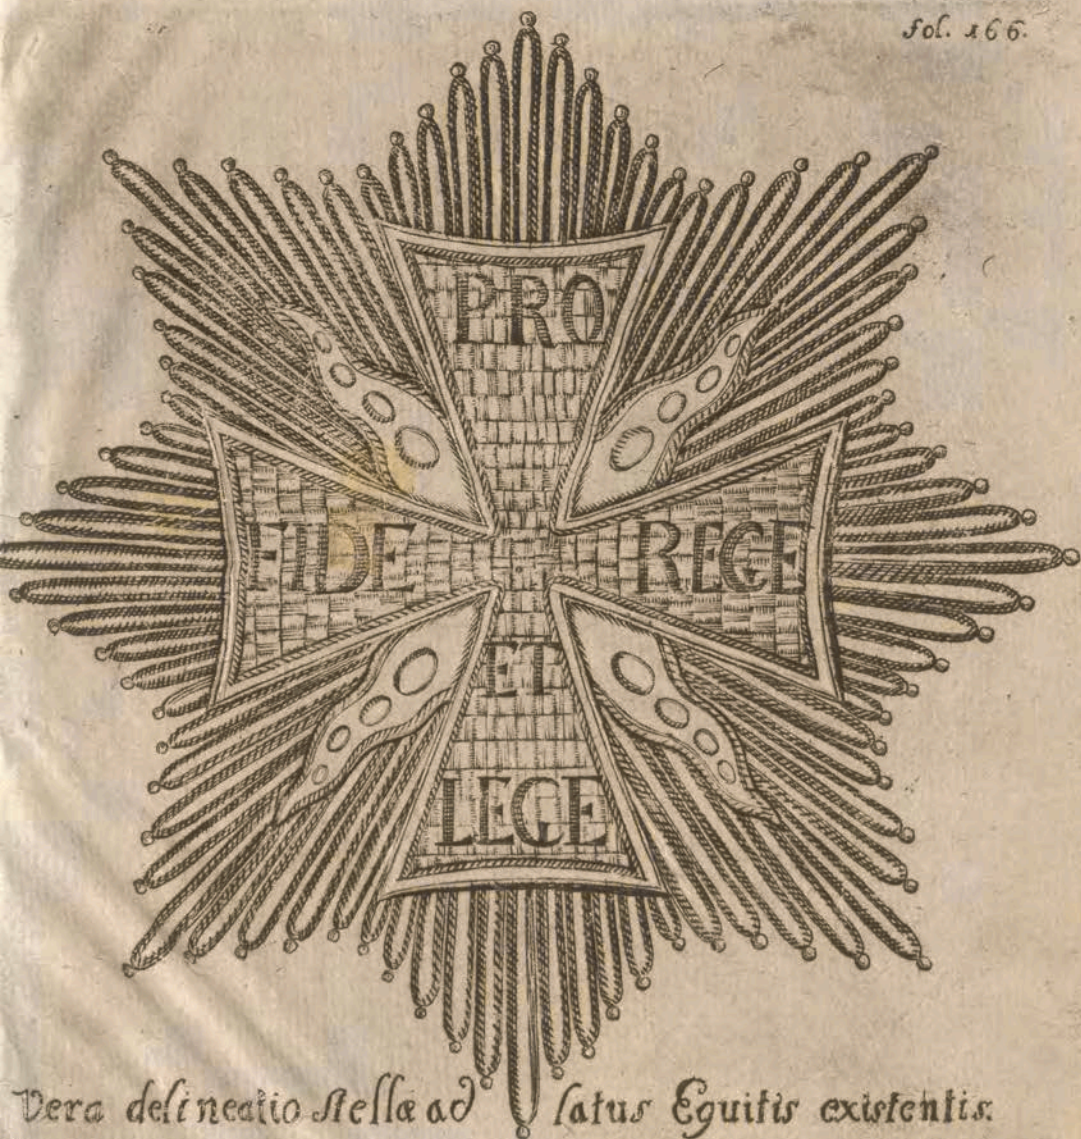 fol. 166.
PRO
FIDE REGE
ET
LEGE
Vera delineatio stellæ ad latus Equitis existentis.